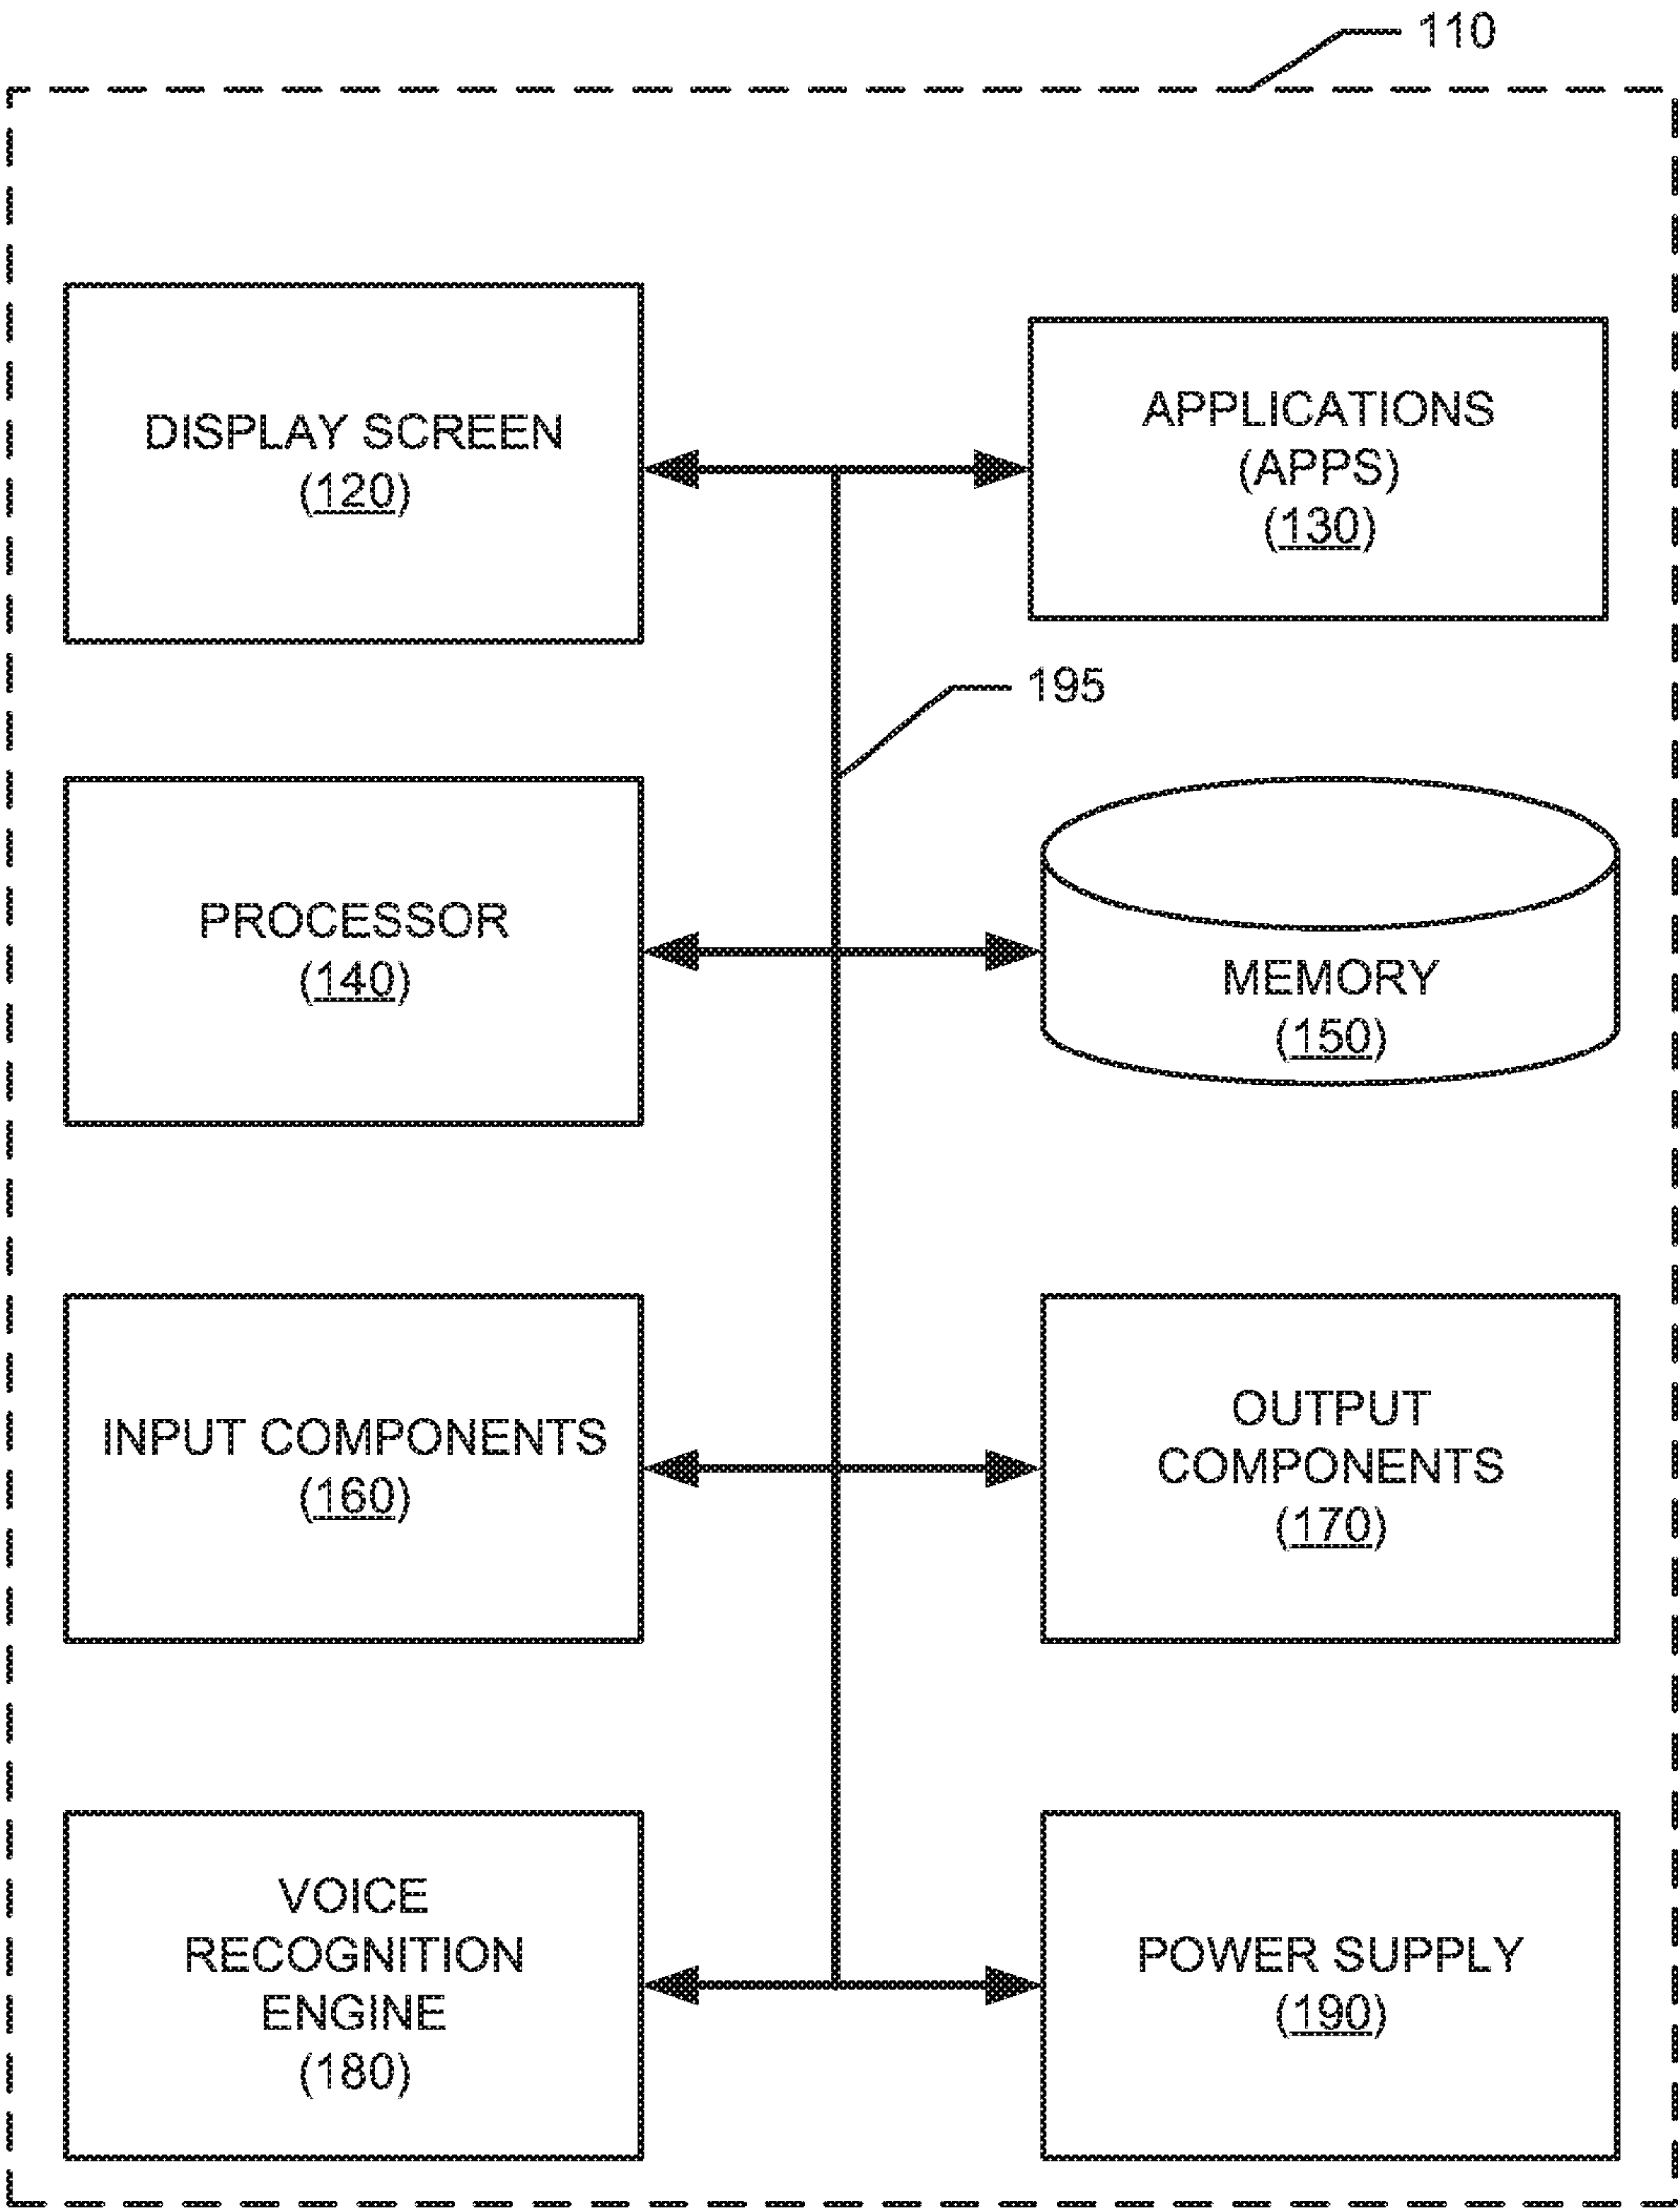 110
DISPLAY SCREEN
(120)
APPLICATIONS
(APPS)
(130)
195
PROCESSOR
(140)
MEMORY
(150)
INPUT COMPONENTS
(160)
OUTPUT
COMPONENTS
(170)
VOICE
RECOGNITION
ENGINE
(180)
POWER SUPPLY
(190)